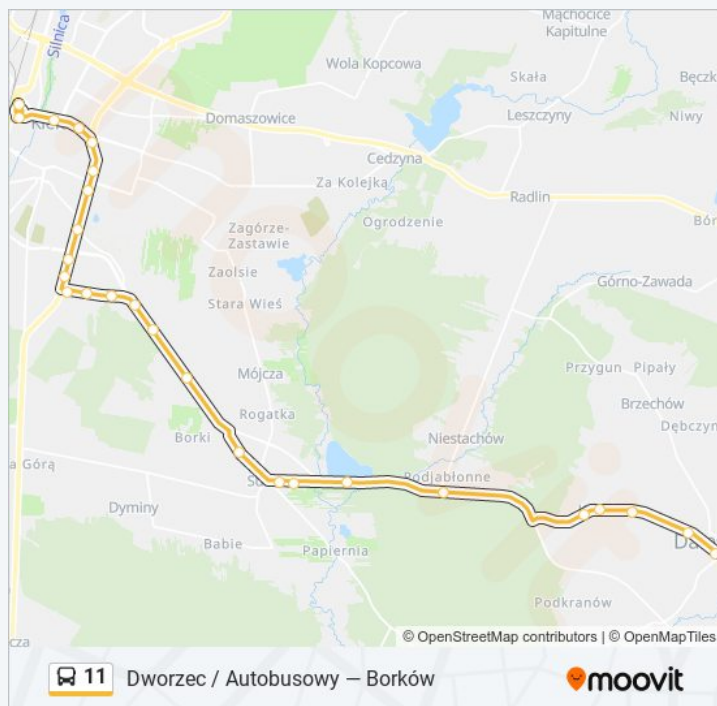 Silnica
Mąchocice
Kapitulne
Wola Kopcowa
Skała
Bęczk
Domaszowice
Leszczyny
Niwy
Cedzyna
Za Kolejką
Radlin
Ogrodzenie
Bór
Zagórze-
Zastawie
Zaolsie
Górno-Zawada
Stara Wieś
Przygun
Pipały
Mójcza
Brzechów
Rogatka
Dębczyn
Borki
Niestachów
a Górą
Podjabłonne
Dyminy
Babie
Papiernia
Podkranów
cza
© OpenStreetMap contributors | © OpenMapTiles
11
Dworzec / Autobusowy — Borków
moovit